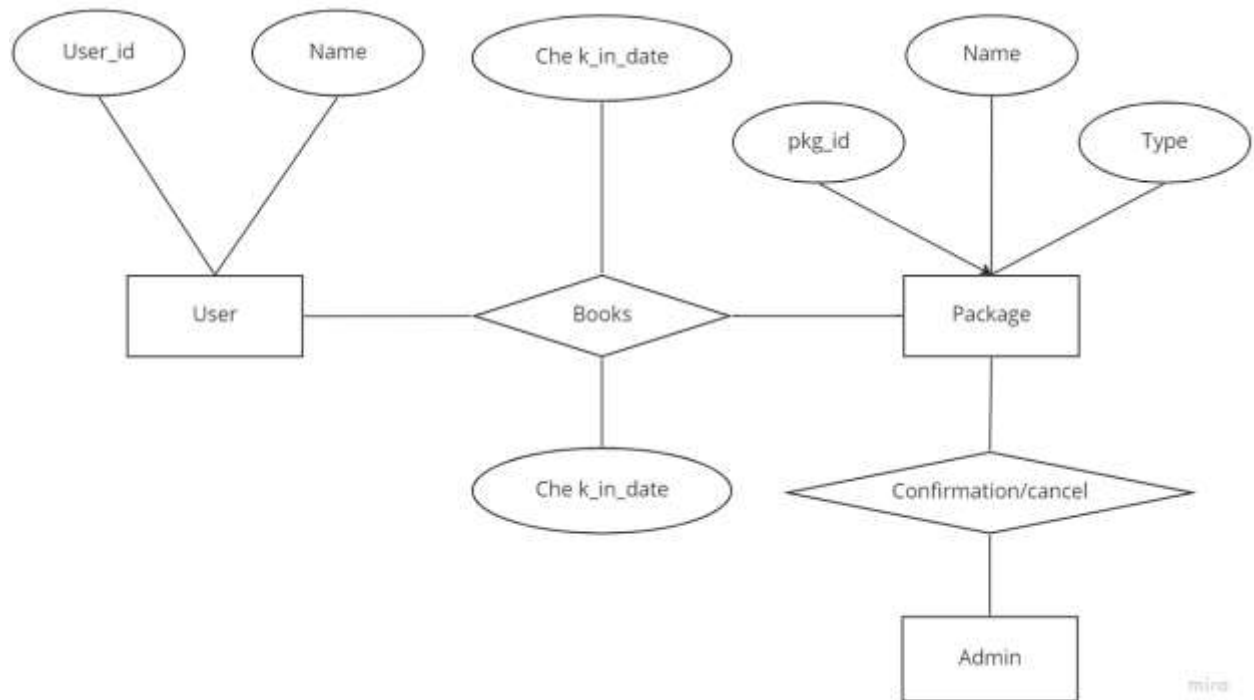 User_id
Name
Che k_in_date
Name
pkg_id
Type
User
Books
Package
Che k_in_date
Confirmation/cancel
Admin
miro